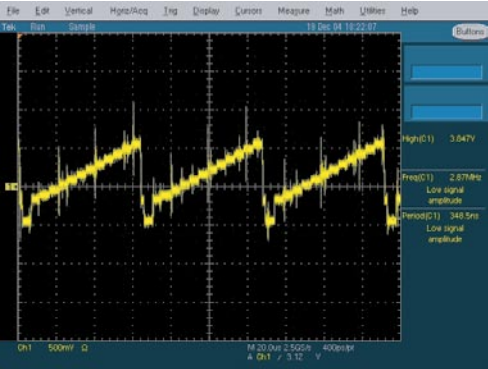 File Edit Vertical Horiz/Acq Trig Display Cursors Measure Math Utilities Help
Tek Run Sample 19 Dec 04 10:22:07 Buttons
High(C1) 3.047V
Freq(C1) 2.87MHz
Low signal
amplitude
Period(C1) 348.5ns
Low signal
amplitude
1
Ch1 500mV Ω M 20.0us 2.5GS/s 400ps/pt
A Ch1 / 3.12 V